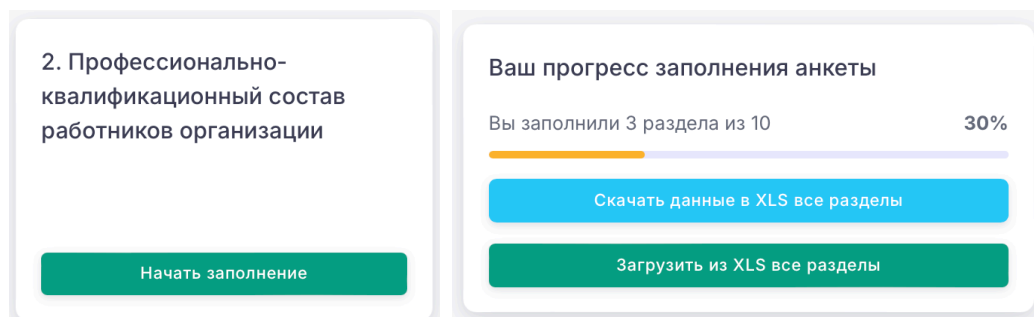 2. Профессионально-
квалификационный состав
работников организации
Начать заполнение
Ваш прогресс заполнения анкеты
Вы заполнили 3 раздела из 10
30%
Скачать данные в XLS все разделы
Загрузить из XLS все разделы